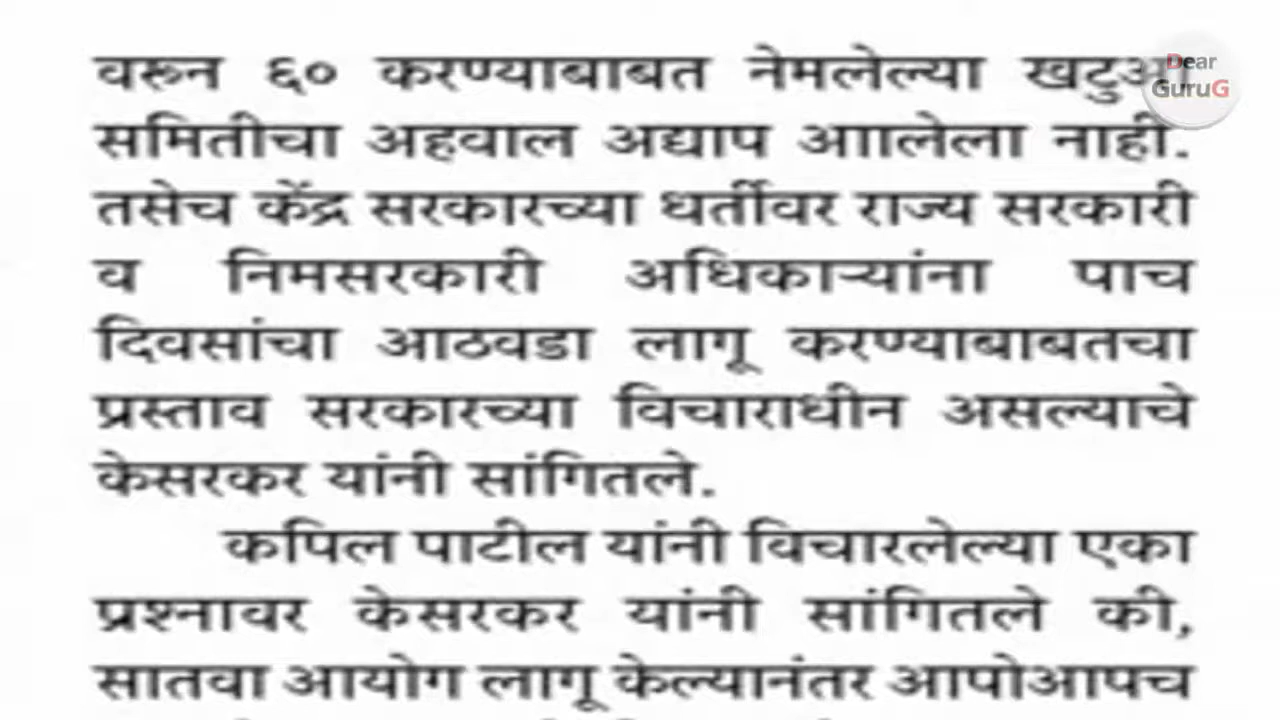 वरून ६० करण्याबाबत नेमलेल्या खटुआ
समितीचा अहवाल अद्याप आालेला नाही.
तसेच केंद्र सरकारच्या धर्तीवर राज्य सरकारी
व निमसरकारी अधिकाऱ्यांना पाच
दिवसांचा आठवडा लागू करण्याबाबतचा
प्रस्ताव सरकारच्या विचाराधीन असल्याचे
केसरकर यांनी सांगितले.
कपिल पाटील यांनी विचारलेल्या एका
प्रश्नावर केसरकर यांनी सांगितले की,
सातवा आयोग लागू केल्यानंतर आपोआपच
Dear
GuruG